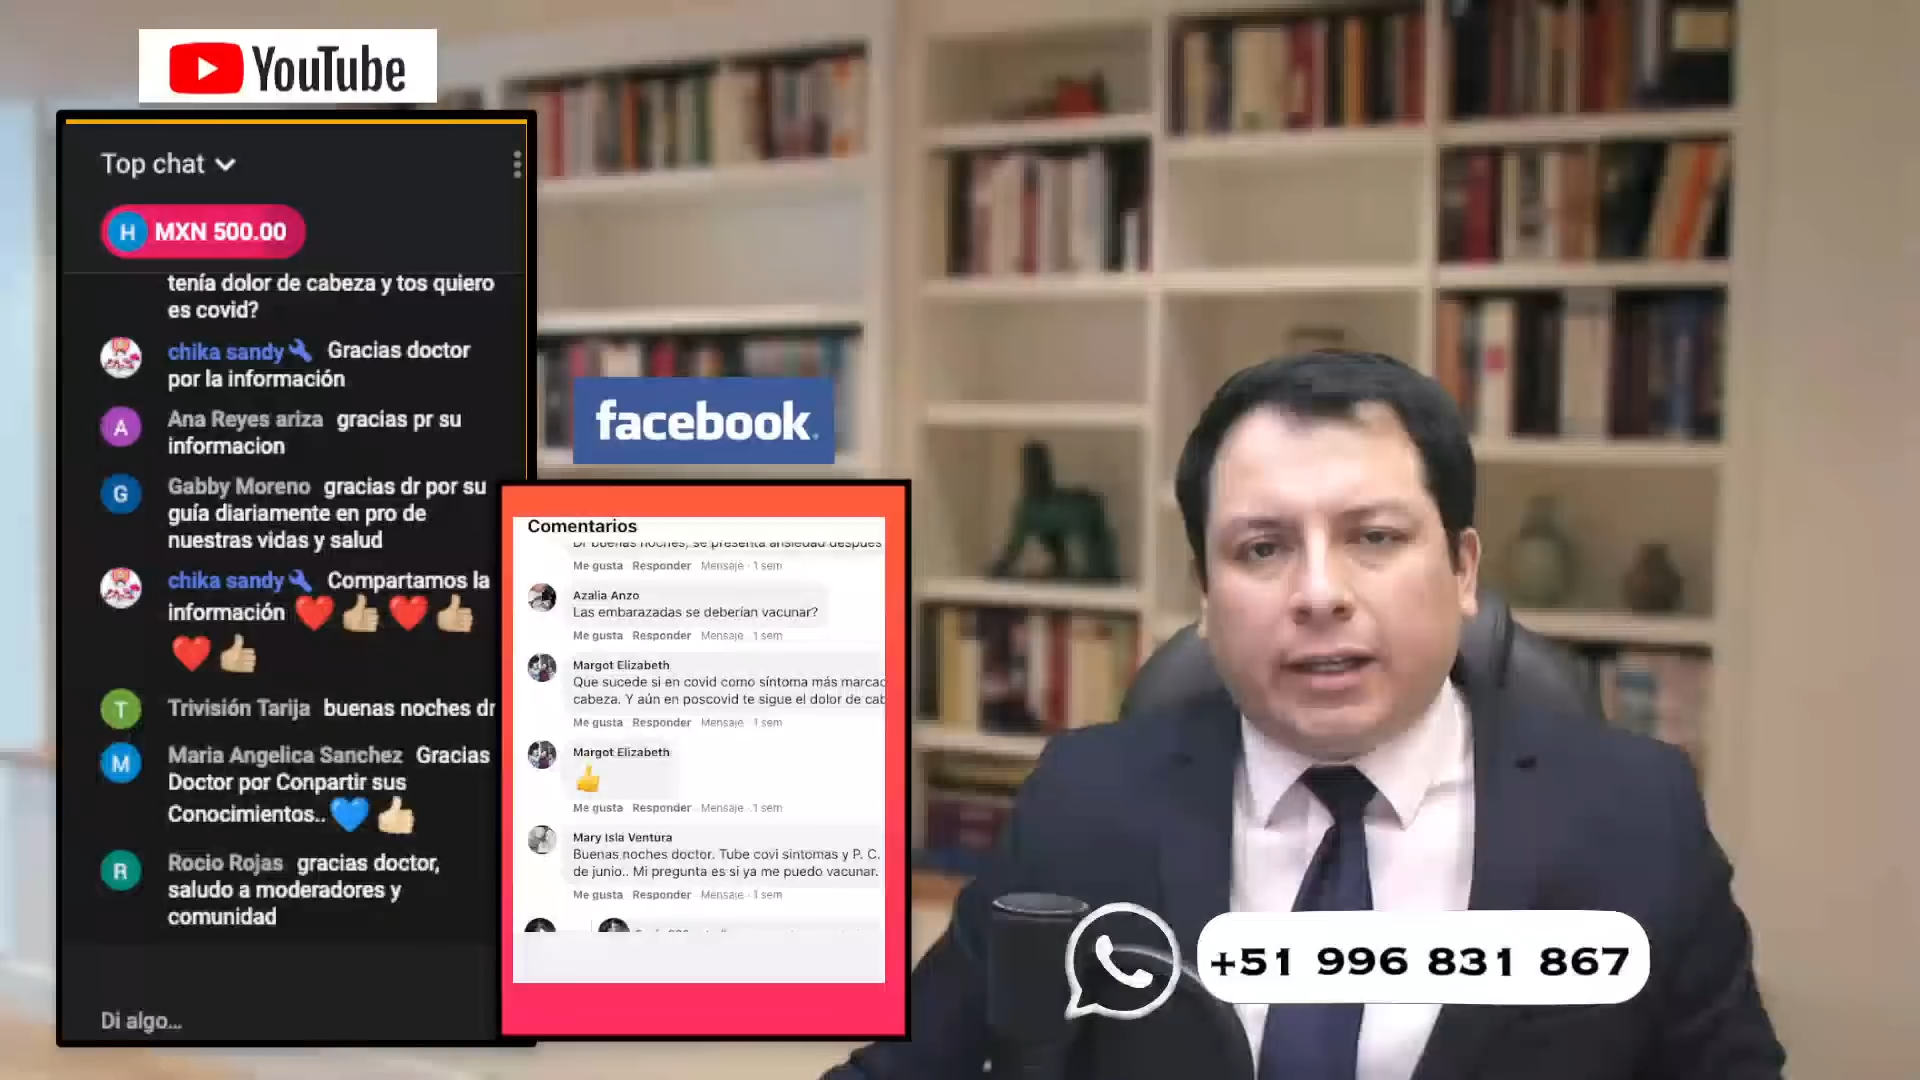 YouTube
Top chat
H MXN 500.00
tenía dolor de cabeza y tos quiero
es covid?
chika sandy Gracias doctor
por la información
A Ana Reyes ariza gracias pr su
informacion
G Gabby Moreno gracias dr por su
guía diariamente en pro de
nuestras vidas y salud
chika sandy Compartamos la
información
T Trivisión Tarija buenas noches dr
M Maria Angelica Sanchez Gracias
Doctor por Conpartir sus
Conocimientos..
R Rocio Rojas gracias doctor,
saludo a moderadores y
comunidad
Di algo...
facebook.
Comentarios
Dr buenas noches, se presenta ansiedad despues
Me gusta Responder Mensaje · 1 sem
Azalia Anzo
Las embarazadas se deberían vacunar?
Me gusta Responder Mensaje · 1 sem
Margot Elizabeth
Que sucede si en covid como síntoma más marcad
cabeza. Y aún en poscovid te sigue el dolor de cab
Me gusta Responder Mensaje · 1 sem
Margot Elizabeth
Me gusta Responder Mensaje · 1 sem
Mary Isla Ventura
Buenas noches doctor. Tube covi sintomas y P. C.
de junio.. Mi pregunta es si ya me puedo vacunar.
Me gusta Responder Mensaje · 1 sem
+51 996 831 867